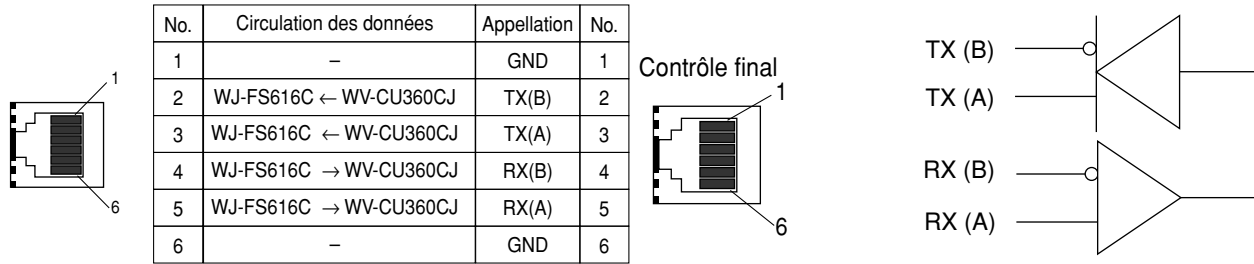 1
6
No. Circulation des données Appellation No.
1 – GND 1
2 WJ-FS616C ← WV-CU360CJ TX(B) 2
3 WJ-FS616C ← WV-CU360CJ TX(A) 3
4 WJ-FS616C → WV-CU360CJ RX(B) 4
5 WJ-FS616C → WV-CU360CJ RX(A) 5
6 – GND 6
Contrôle final
1
6
TX (B)
TX (A)
RX (B)
RX (A)